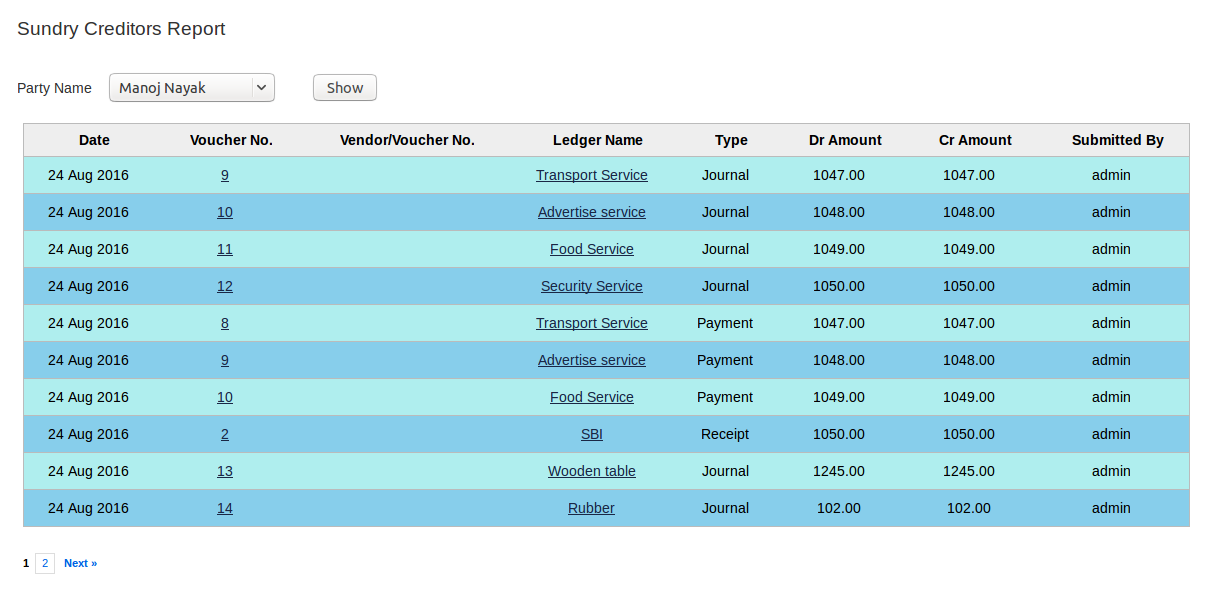 Sundry Creditors Report
Party Name Manoj Nayak Show
Date Voucher No. Vendor/Voucher No. Ledger Name Type Dr Amount Cr Amount Submitted By
24 Aug 2016 9 Transport Service Journal 1047.00 1047.00 admin
24 Aug 2016 10 Advertise service Journal 1048.00 1048.00 admin
24 Aug 2016 11 Food Service Journal 1049.00 1049.00 admin
24 Aug 2016 12 Security Service Journal 1050.00 1050.00 admin
24 Aug 2016 8 Transport Service Payment 1047.00 1047.00 admin
24 Aug 2016 9 Advertise service Payment 1048.00 1048.00 admin
24 Aug 2016 10 Food Service Payment 1049.00 1049.00 admin
24 Aug 2016 2 SBI Receipt 1050.00 1050.00 admin
24 Aug 2016 13 Wooden table Journal 1245.00 1245.00 admin
24 Aug 2016 14 Rubber Journal 102.00 102.00 admin
1 2 Next »